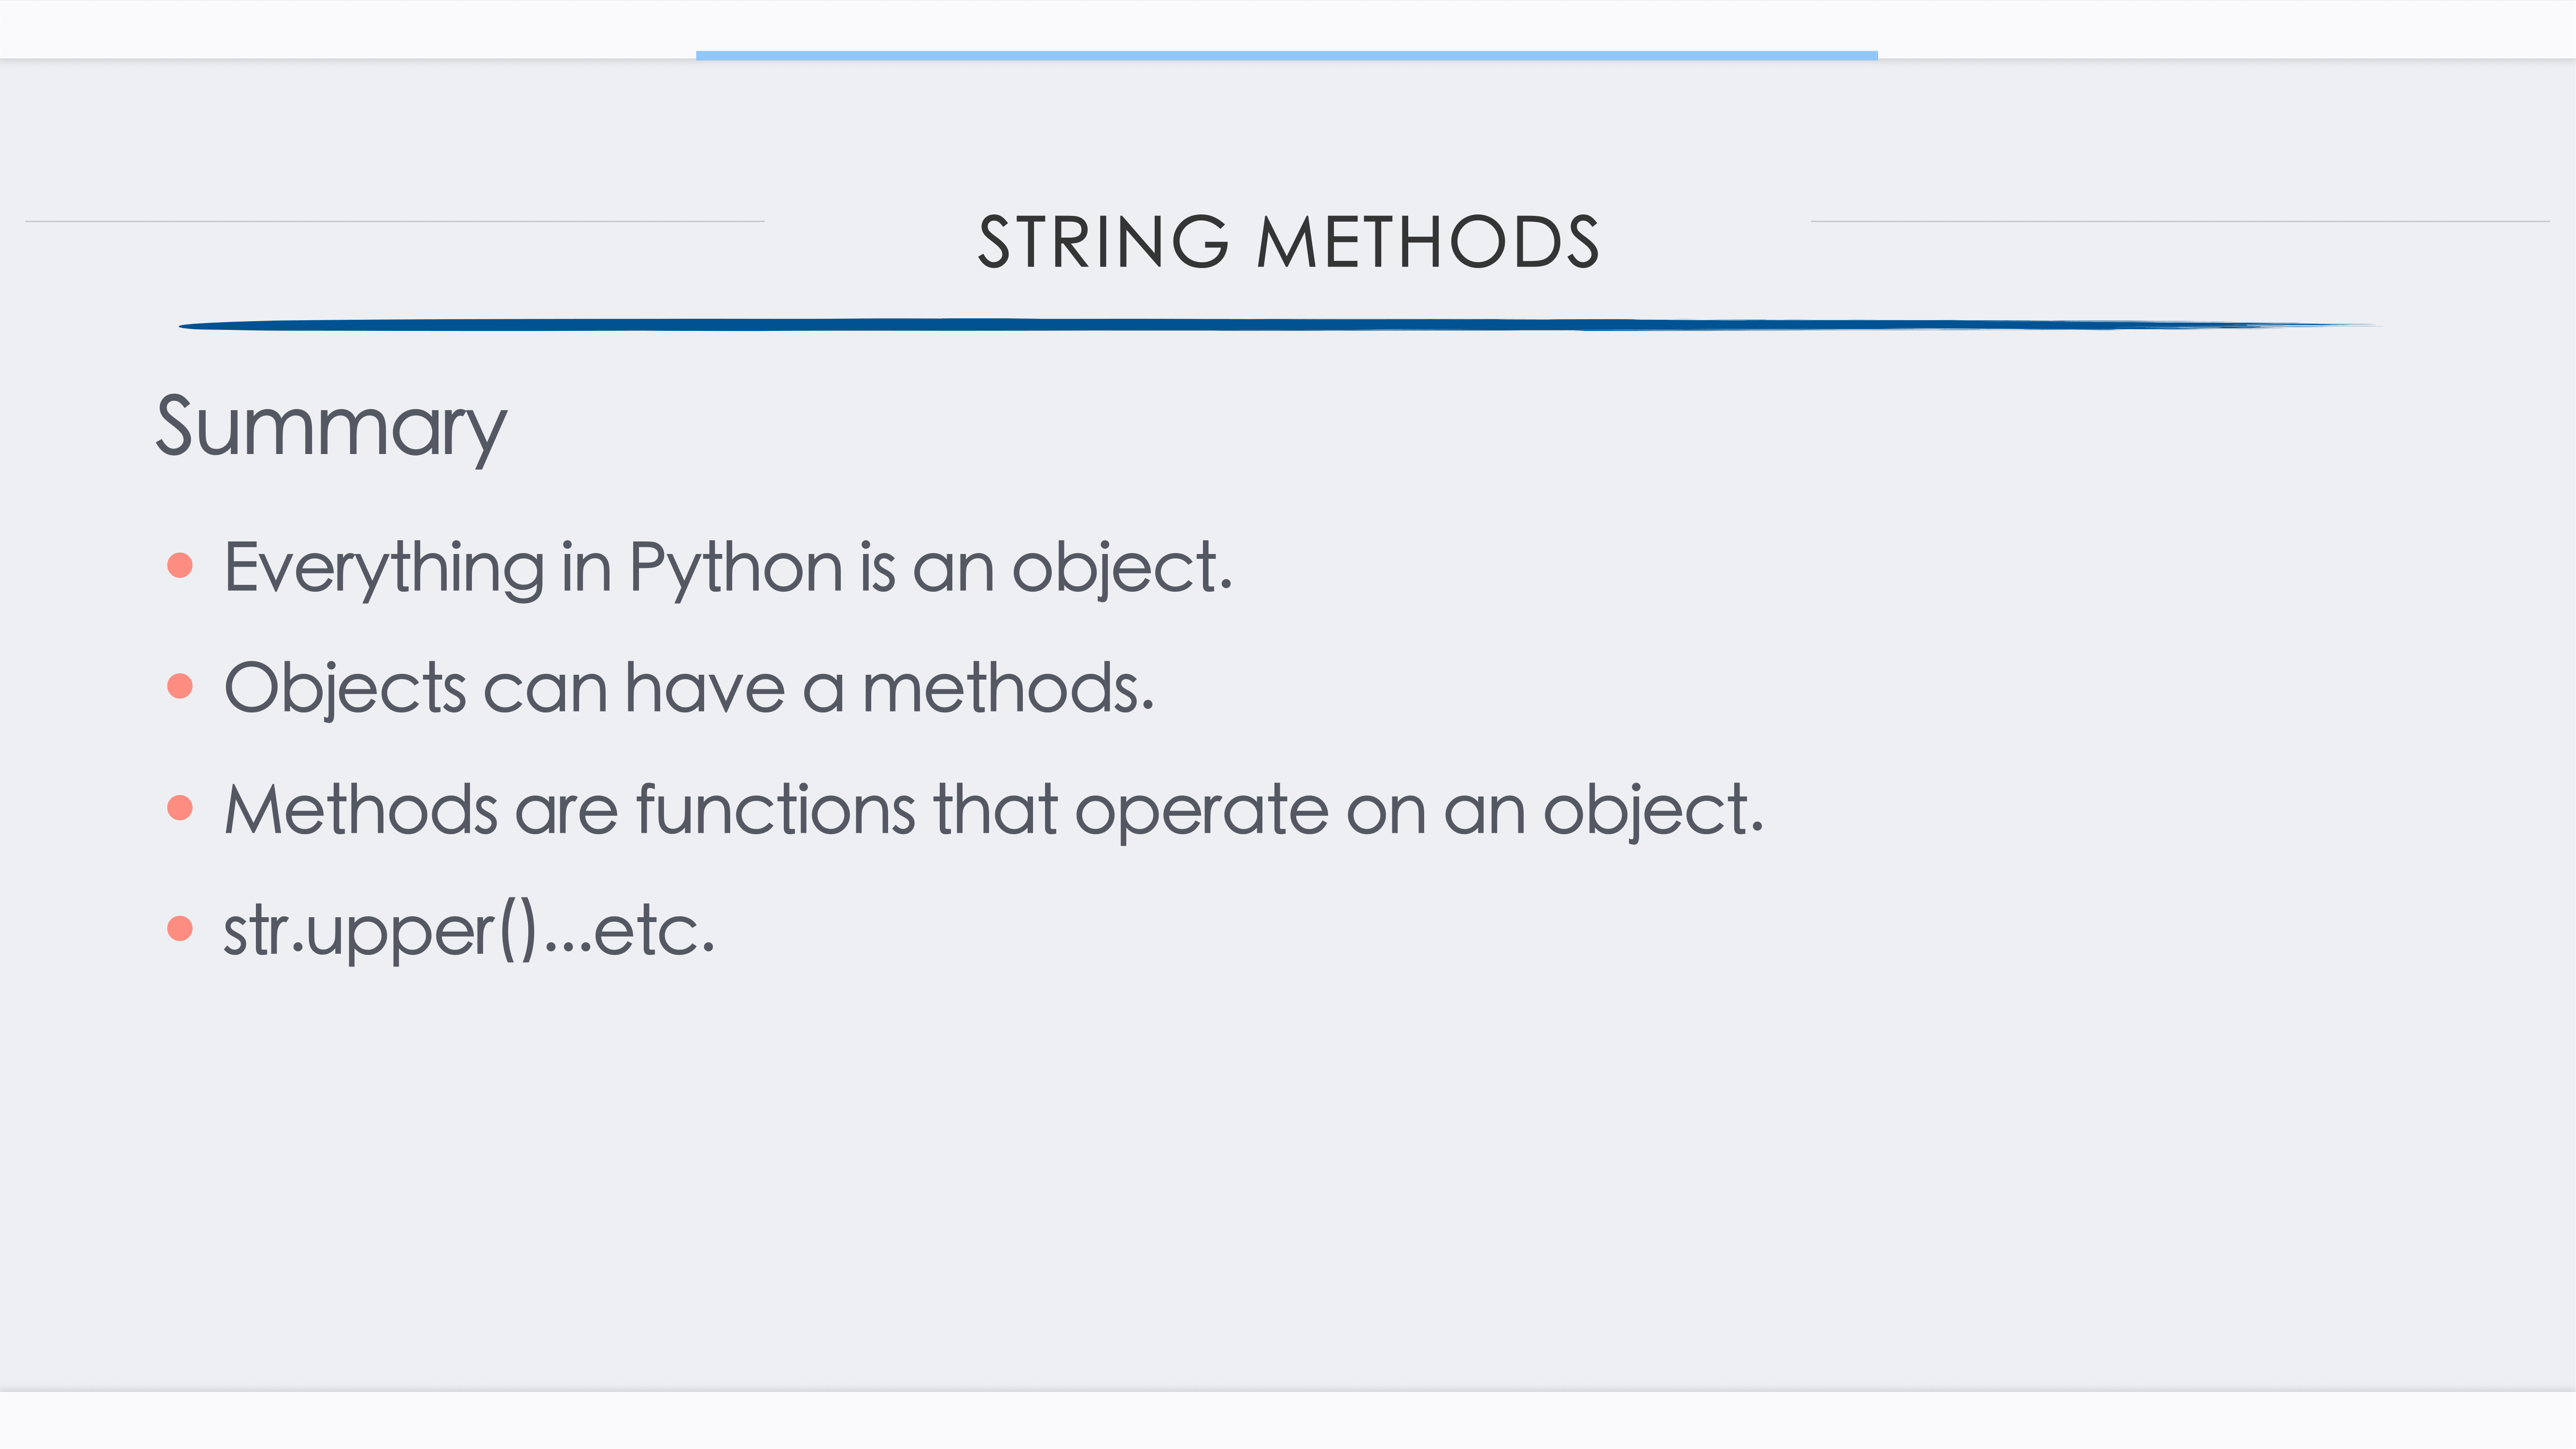 STRING METHODS
Summary
• Everything in Python is an object.
• Objects can have a methods.
• Methods are functions that operate on an object.
• str.upper()...etc.